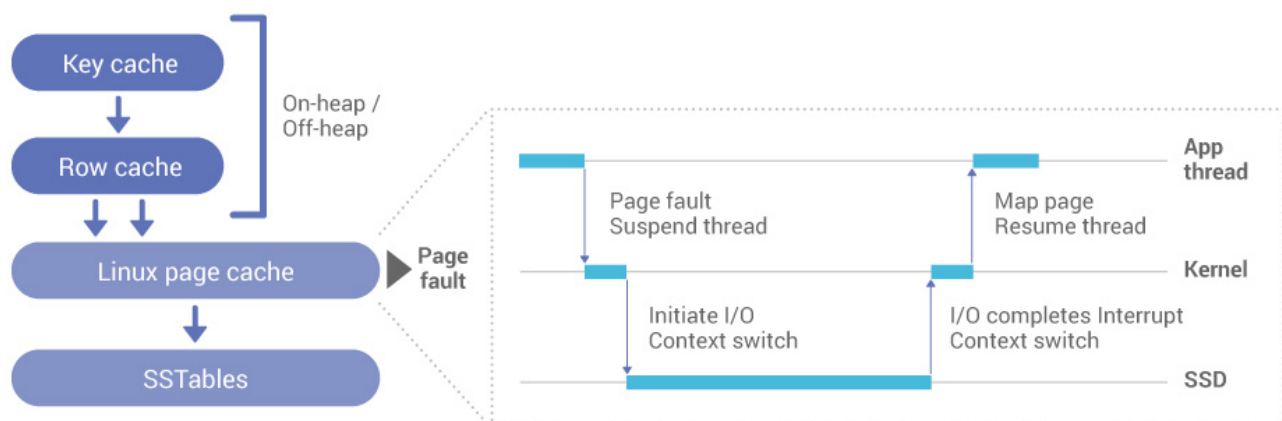 Key cache
Row cache
On-heap /
Off-heap
Linux page cache
SSTables
Page
fault
App
thread
Page fault
Suspend thread
Map page
Resume thread
Kernel
Initiate I/O
Context switch
I/O completes Interrupt
Context switch
SSD